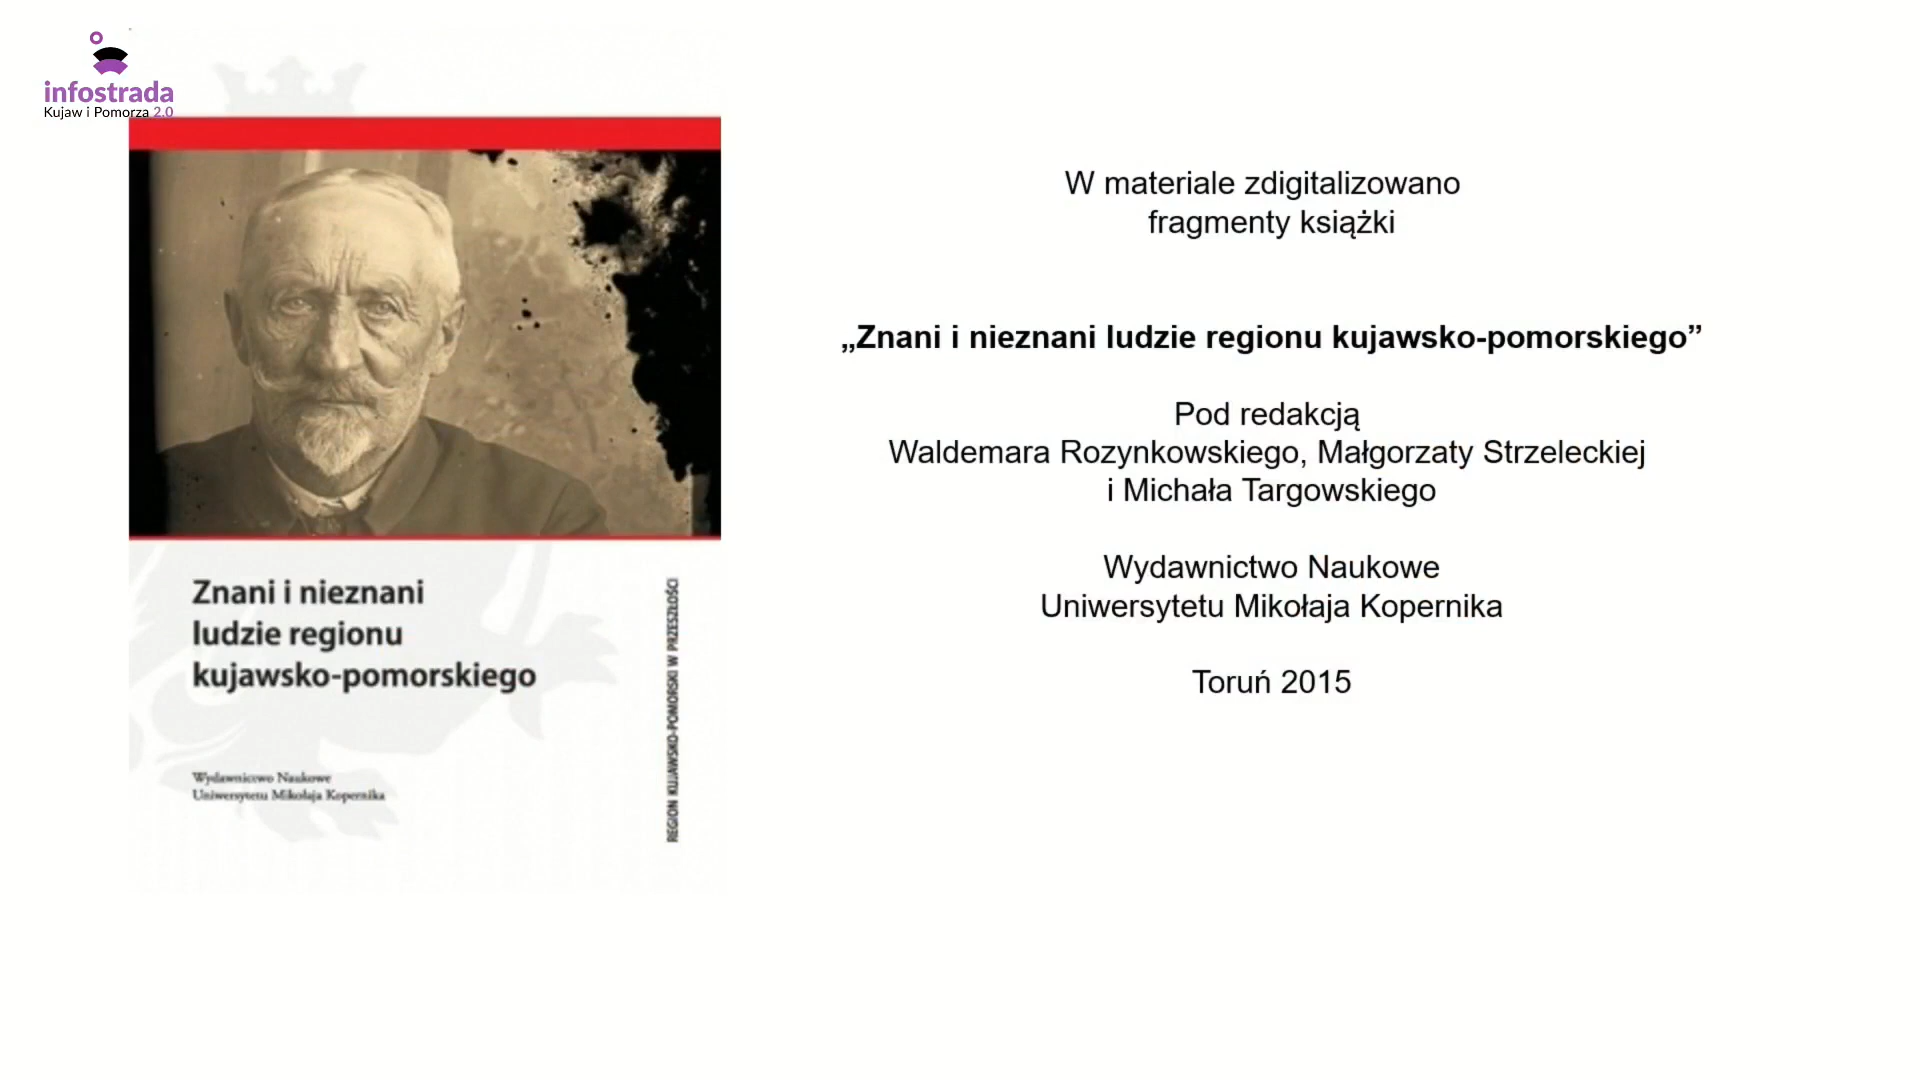 infostrada
Kujaw i Pomorza 2.0
Znani i nieznani
ludzie regionu
kujawsko-pomorskiego
Wydawnictwo Naukowe
Uniwersytetu Mikołaja Kopernika
REGION KUJAWSKO-POMORSKI W PRZESZŁOŚCI
W materiale zdigitalizowano
fragmenty książki
„Znani i nieznani ludzie regionu kujawsko-pomorskiego”
Pod redakcją
Waldemara Rozynkowskiego, Małgorzaty Strzeleckiej
i Michała Targowskiego
Wydawnictwo Naukowe
Uniwersytetu Mikołaja Kopernika
Toruń 2015